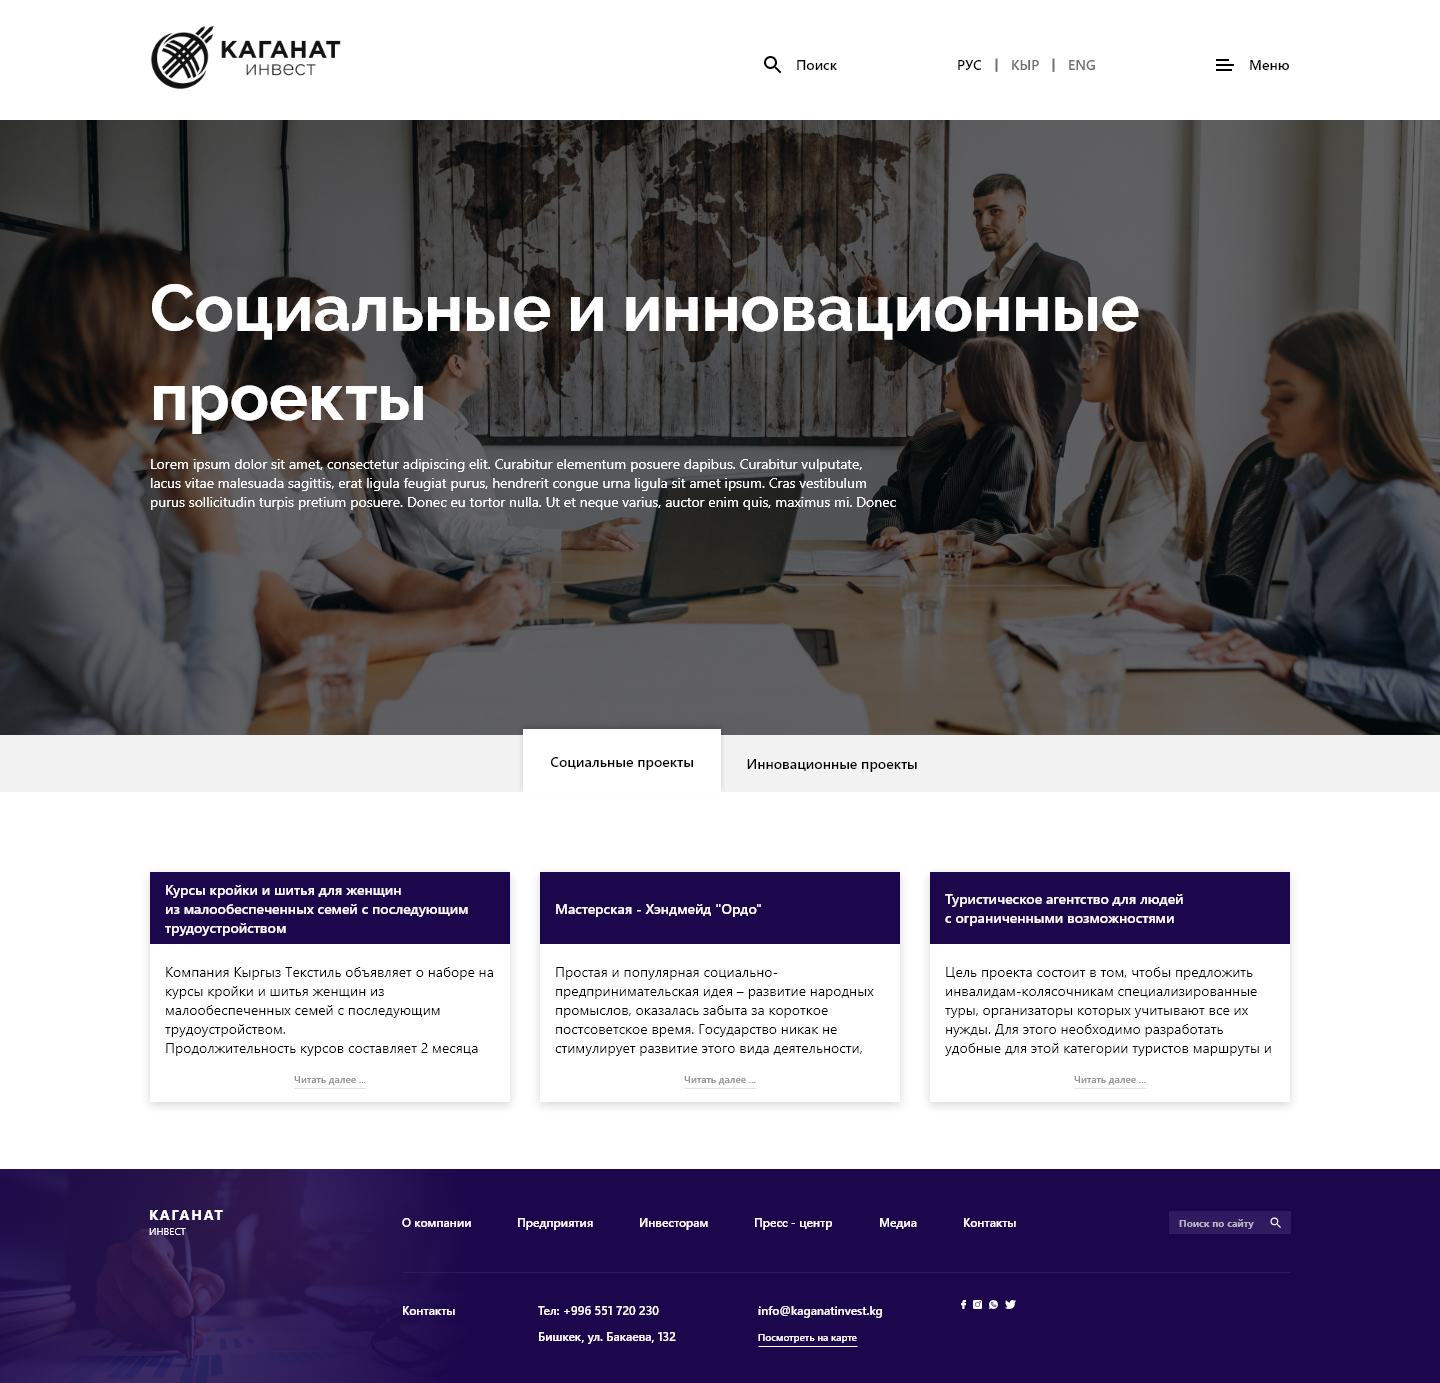 КАГАНАТ
ИНВЕСТ
Поиск
РУС | КЫР | ENG
Меню
Социальные и инновационные
проекты
Lorem ipsum dolor sit amet, consectetur adipiscing elit. Curabitur elementum posuere dapibus. Curabitur vulputate,
lacus vitae malesuada sagittis, erat ligula feugiat purus, hendrerit congue urna ligula sit amet ipsum. Cras vestibulum
purus sollicitudin turpis pretium posuere. Donec eu tortor nulla. Ut et neque varius, auctor enim quis, maximus mi. Donec
Социальные проекты
Инновационные проекты
Курсы кройки и шитья для женщин
из малообеспеченных семей с последующим
трудоустройством
Компания Кыргыз Текстиль объявляет о наборе на
курсы кройки и шитья женщин из
малообеспеченных семей с последующим
трудоустройством.
Продолжительность курсов составляет 2 месяца
Читать далее ...
Мастерская - Хэндмейд "Ордо"
Простая и популярная социально-
предпринимательская идея – развитие народных
промыслов, оказалась забыта за короткое
постсоветское время. Государство никак не
стимулирует развитие этого вида деятельности,
Читать далее ...
Туристическое агентство для людей
с ограниченными возможностями
Цель проекта состоит в том, чтобы предложить
инвалидам-колясочникам специализированные
туры, организаторы которых учитывают все их
нужды. Для этого необходимо разработать
удобные для этой категории туристов маршруты и
Читать далее ...
КАГАНАТ
ИНВЕСТ
О компании
Предприятия
Инвесторам
Пресс - центр
Медиа
Контакты
Поиск по сайту
Контакты
Тел: +996 551 720 230
Бишкек, ул. Бакаева, 132
info@kaganatinvest.kg
Посмотреть на карте